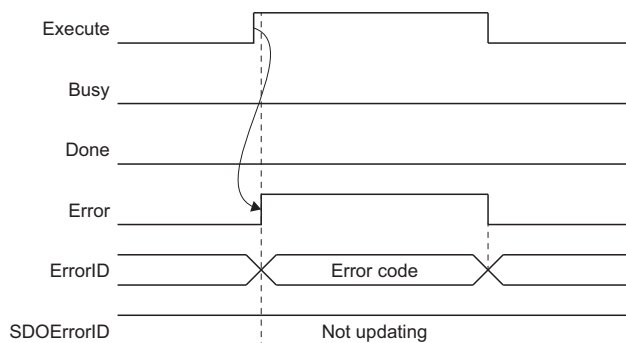 Execute
Busy
Done
Error
ErrorID
Error code
SDOErrorID
Not updating